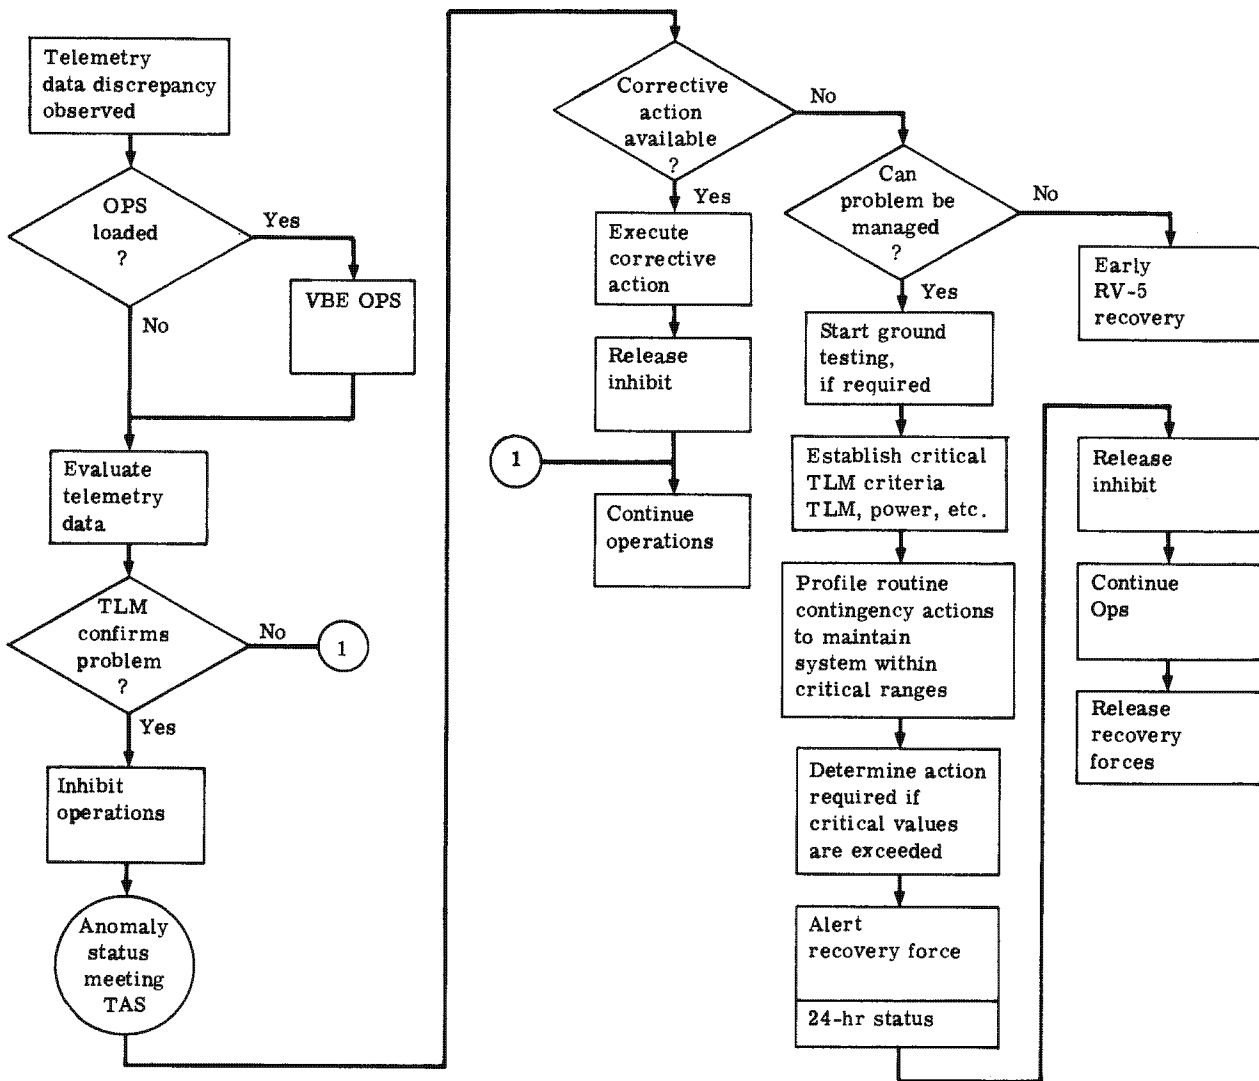 Telemetry
data discrepancy
observed
OPS
loaded
?
Yes
No
VBE OPS
Evaluate
telemetry
data
TLM
confirms
problem
?
No
1
Yes
Inhibit
operations
Anomaly
status
meeting
TAS
Corrective
action
available
?
No
Yes
Execute
corrective
action
Release
inhibit
1
Continue
operations
Can
problem be
managed
?
No
Yes
Early
RV-5
recovery
Start ground
testing,
if required
Establish critical
TLM criteria
TLM, power, etc.
Profile routine
contingency actions
to maintain
system within
critical ranges
Determine action
required if
critical values
are exceeded
Alert
recovery force
24-hr status
Release
inhibit
Continue
Ops
Release
recovery
forces